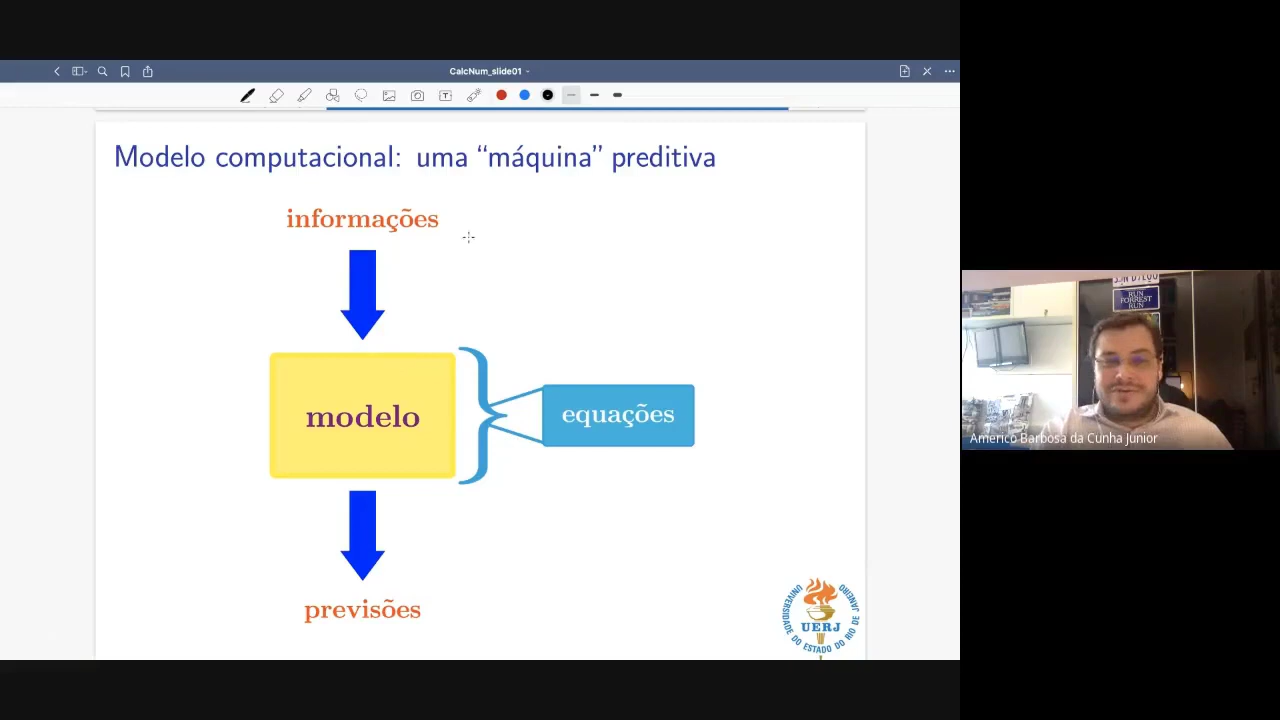 CalcNum_slide01
Modelo computacional: uma “máquina” preditiva
informações
modelo
equações
previsões
UNIVERSIDADE DO ESTADO DO RIO DE JANEIRO
UERJ
RUN
FORREST
RUN
Americo Barbosa da Cunha Junior